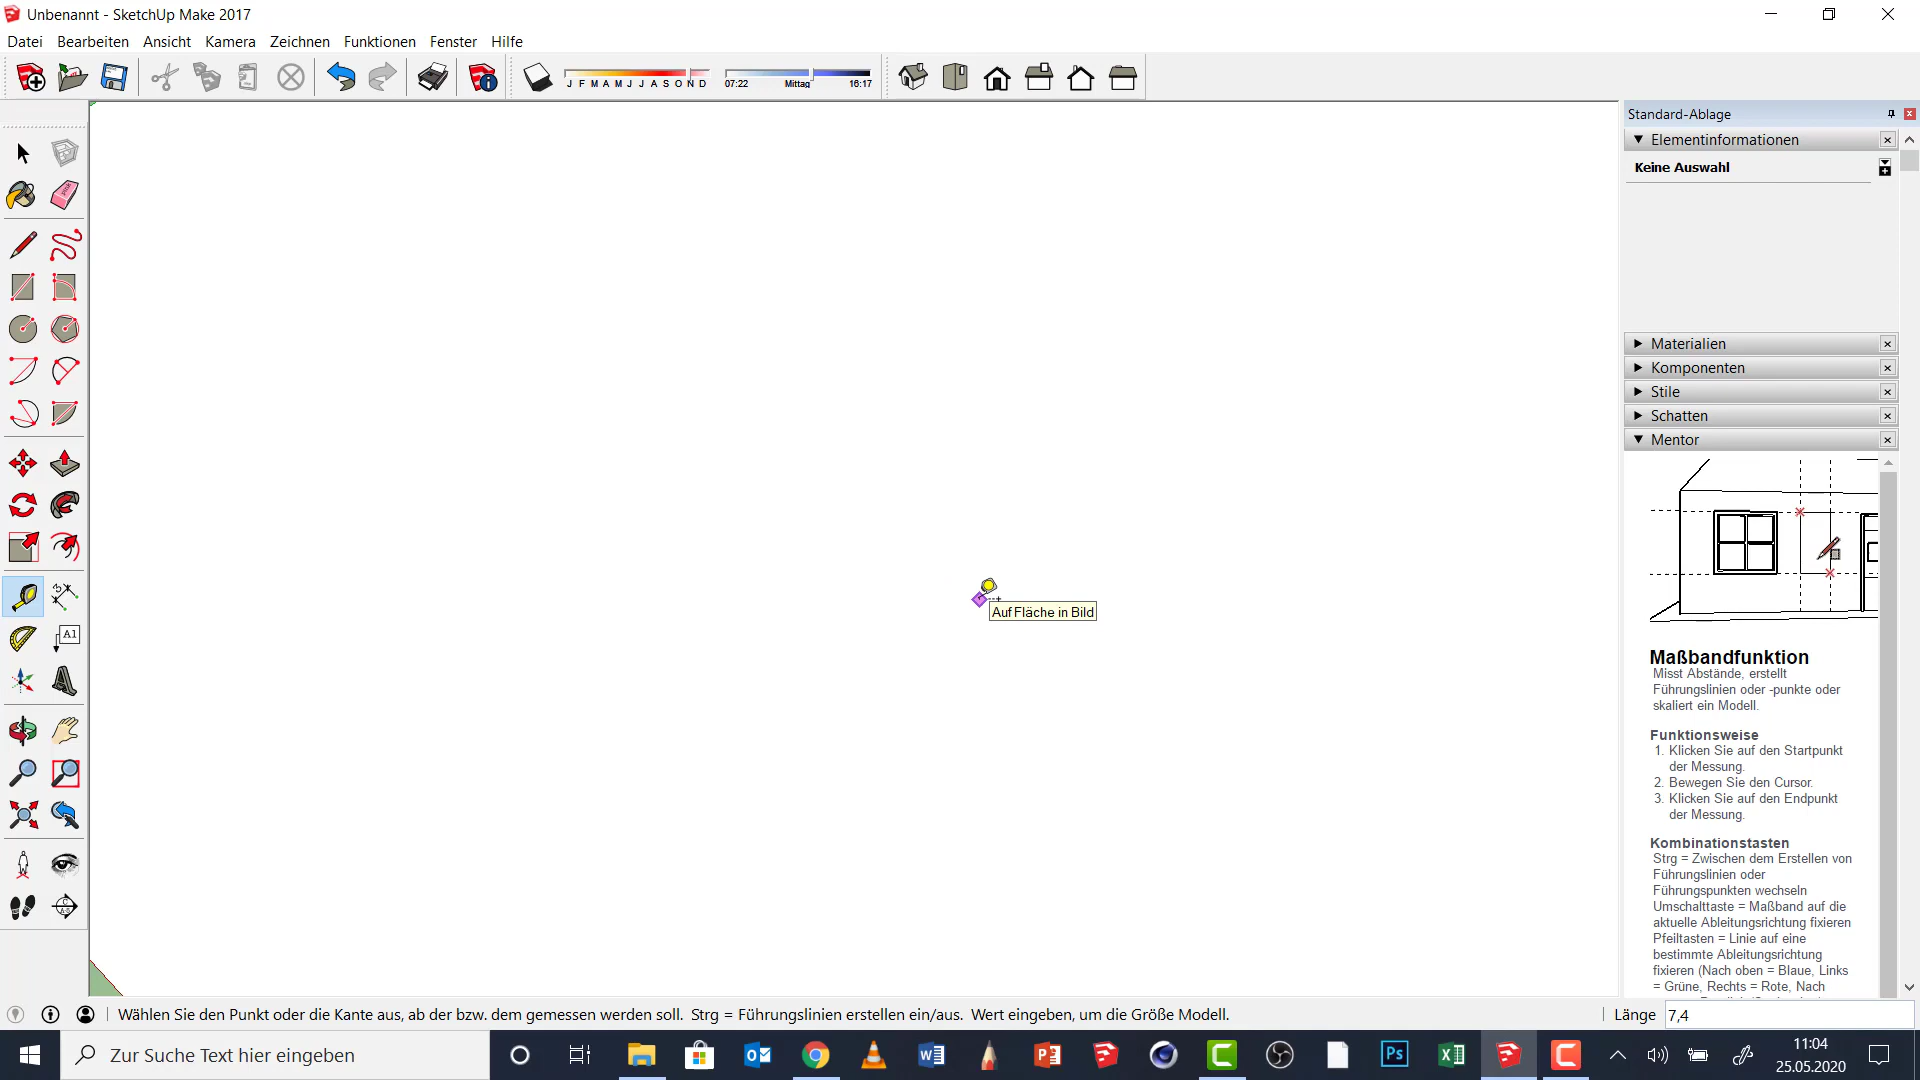 Unbenannt - SketchUp Make 2017
Datei Bearbeiten Ansicht Kamera Zeichnen Funktionen Fenster Hilfe
J F M A M J J A S O N D 07:22 Mittag 16:17
Standard-Ablage
Elementinformationen
Keine Auswahl
Materialien
Komponenten
Stile
Schatten
Mentor
A1
Auf Fläche in Bild
Maßbandfunktion
Misst Abstände, erstellt
Führungslinien oder -punkte oder
skaliert ein Modell.
Funktionsweise
1. Klicken Sie auf den Startpunkt
der Messung.
2. Bewegen Sie den Cursor.
3. Klicken Sie auf den Endpunkt
der Messung.
Kombinationstasten
Strg = Zwischen dem Erstellen von
Führungslinien oder
Führungspunkten wechseln
Umschalttaste = Maßband auf die
aktuelle Ableitungsrichtung fixieren
Pfeiltasten = Linie auf eine
bestimmte Ableitungsrichtung
fixieren (Nach oben = Blaue, Links
= Grüne, Rechts = Rote, Nach
Wählen Sie den Punkt oder die Kante aus, ab der bzw. dem gemessen werden soll. Strg = Führungslinien erstellen ein/aus. Wert eingeben, um die Größe Modell.
Länge 7,4
Zur Suche Text hier eingeben
11:04
25.05.2020